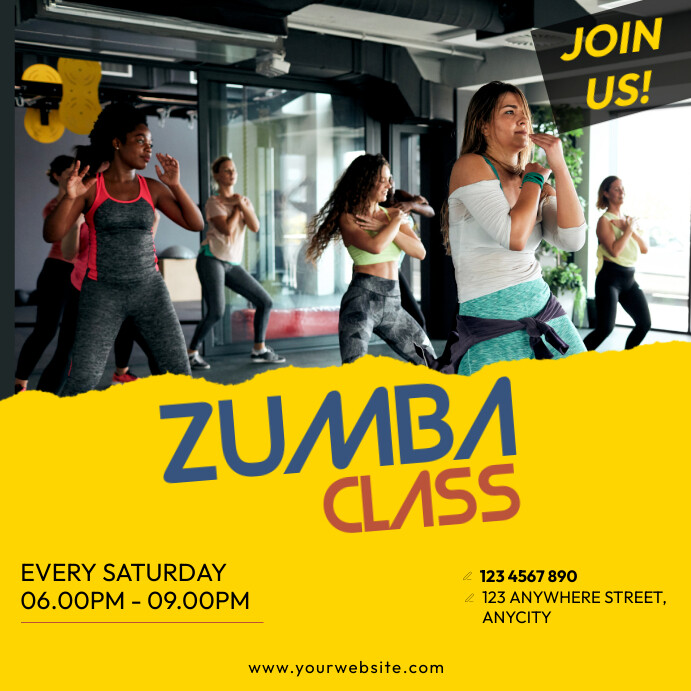 JOIN
US!
ZUMBA
CLASS
EVERY SATURDAY
06.00PM - 09.00PM
123 4567 890
123 ANYWHERE STREET,
ANYCITY
www.yourwebsite.com